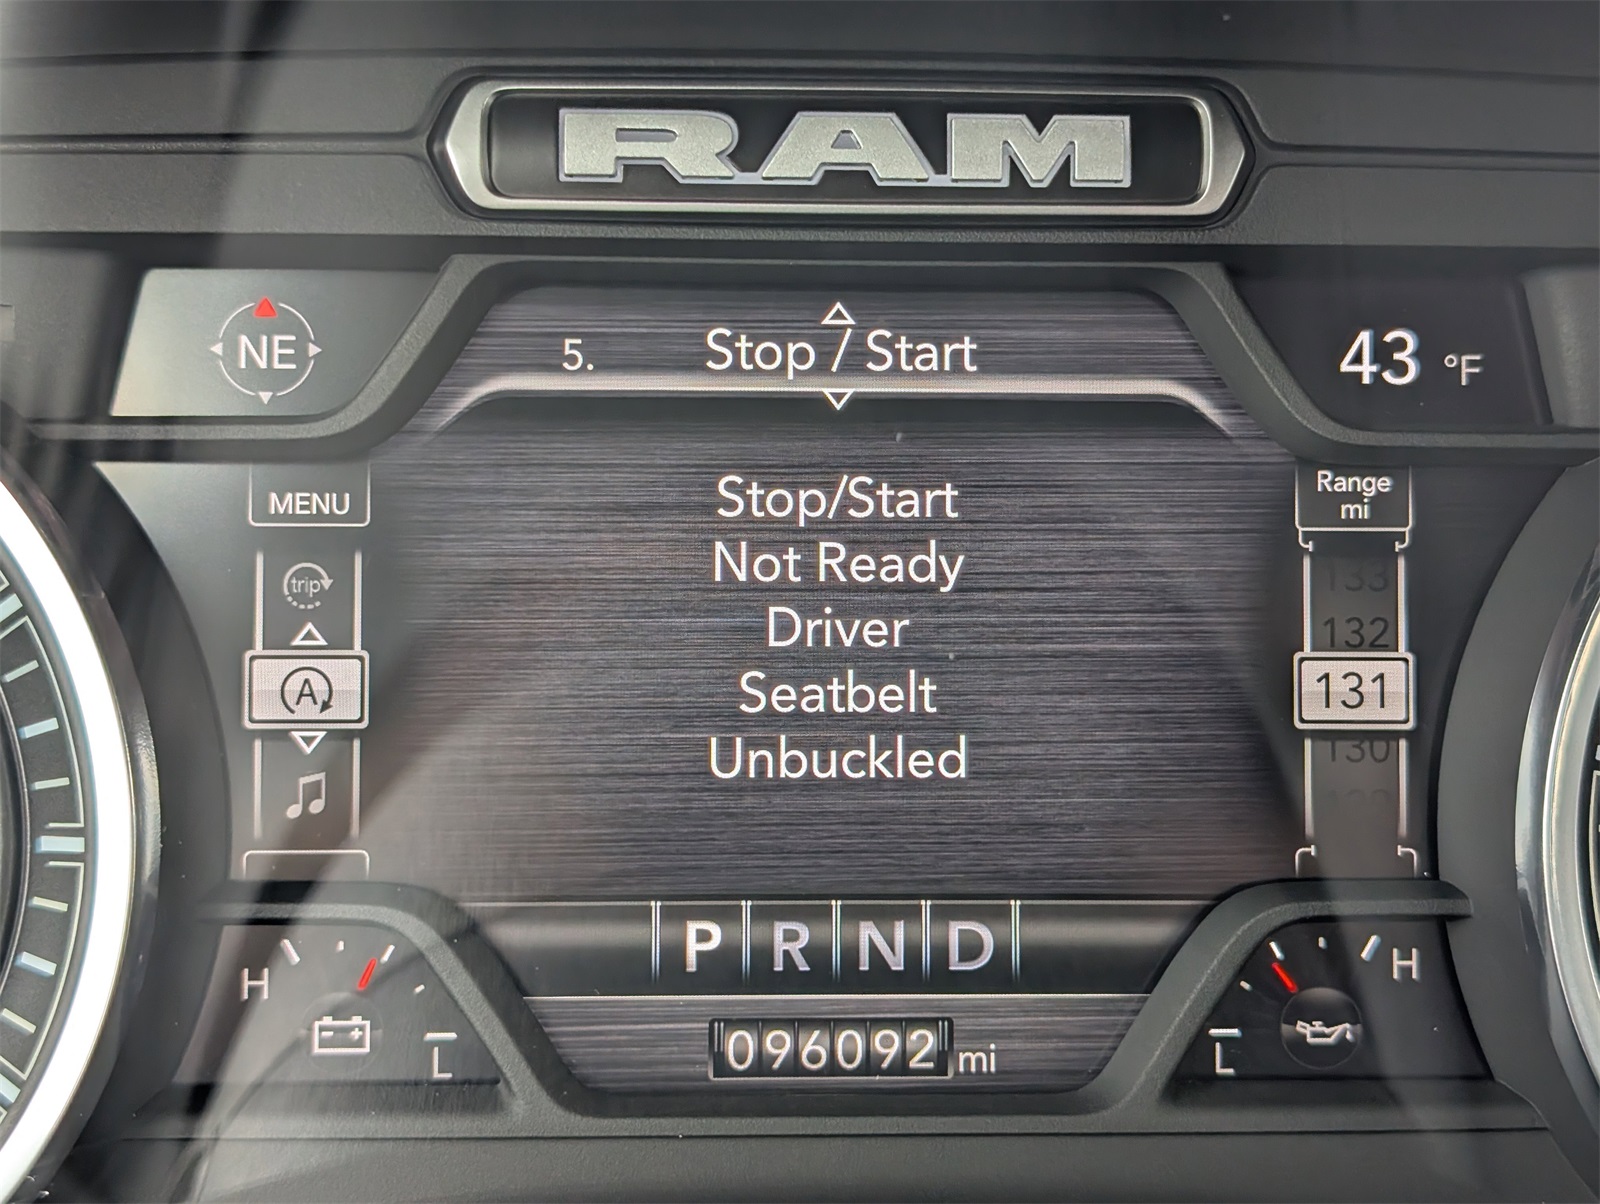 RAM
NE
5. Stop / Start
43 °F
MENU
Range
mi
trip
A
Stop/Start
Not Ready
Driver
Seatbelt
Unbuckled
133
132
131
130
P R N D
H
L
H
L
096092 mi